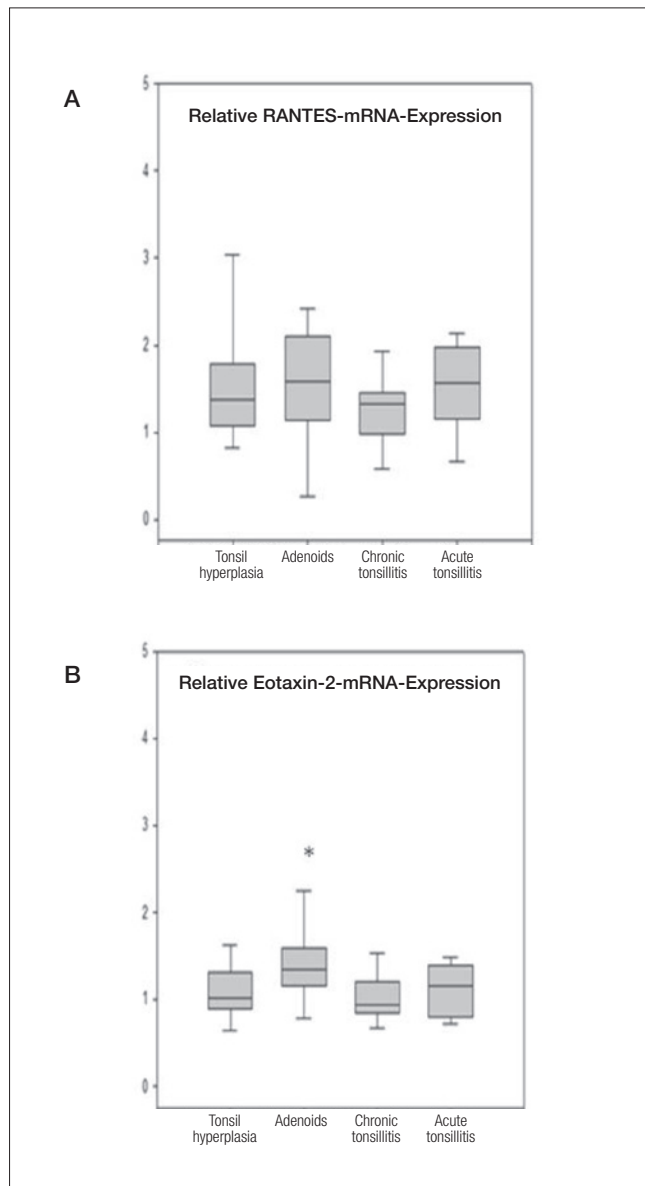 A
Relative RANTES-mRNA-Expression
5
4
3
2
1
0
Tonsil
hyperplasia
Adenoids
Chronic
tonsillitis
Acute
tonsillitis
B
Relative Eotaxin-2-mRNA-Expression
5
4
3
*
2
1
0
Tonsil
hyperplasia
Adenoids
Chronic
tonsillitis
Acute
tonsillitis